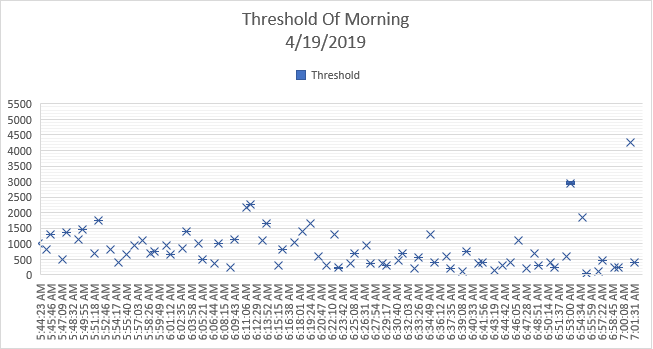 Threshold Of Morning
4/19/2019
Threshold
5500
5000
4500
4000
3500
3000
2500
2000
1500
1000
500
0
5:44:23 AM
5:45:46 AM
5:47:09 AM
5:48:32 AM
5:49:55 AM
5:51:18 AM
5:52:46 AM
5:54:17 AM
5:55:40 AM
5:57:03 AM
5:58:26 AM
5:59:49 AM
6:01:12 AM
6:02:35 AM
6:03:58 AM
6:05:21 AM
6:06:44 AM
6:08:15 AM
6:09:43 AM
6:11:06 AM
6:12:29 AM
6:13:52 AM
6:15:15 AM
6:16:38 AM
6:18:01 AM
6:19:24 AM
6:20:47 AM
6:22:10 AM
6:23:42 AM
6:25:08 AM
6:26:31 AM
6:27:54 AM
6:29:17 AM
6:30:40 AM
6:32:03 AM
6:33:26 AM
6:34:49 AM
6:36:12 AM
6:37:35 AM
6:39:08 AM
6:40:33 AM
6:41:56 AM
6:43:19 AM
6:44:42 AM
6:46:05 AM
6:47:28 AM
6:48:51 AM
6:50:14 AM
6:51:37 AM
6:53:00 AM
6:54:34 AM
6:55:59 AM
6:57:22 AM
6:58:45 AM
7:00:08 AM
7:01:31 AM